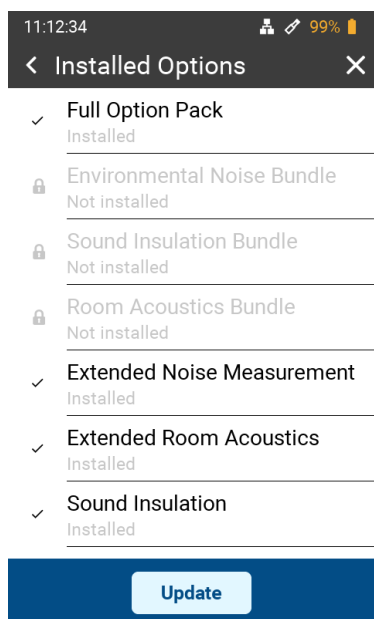 11:12:34 99%
Installed Options
Full Option Pack
Installed
Environmental Noise Bundle
Not installed
Sound Insulation Bundle
Not installed
Room Acoustics Bundle
Not installed
Extended Noise Measurement
Installed
Extended Room Acoustics
Installed
Sound Insulation
Installed
Update